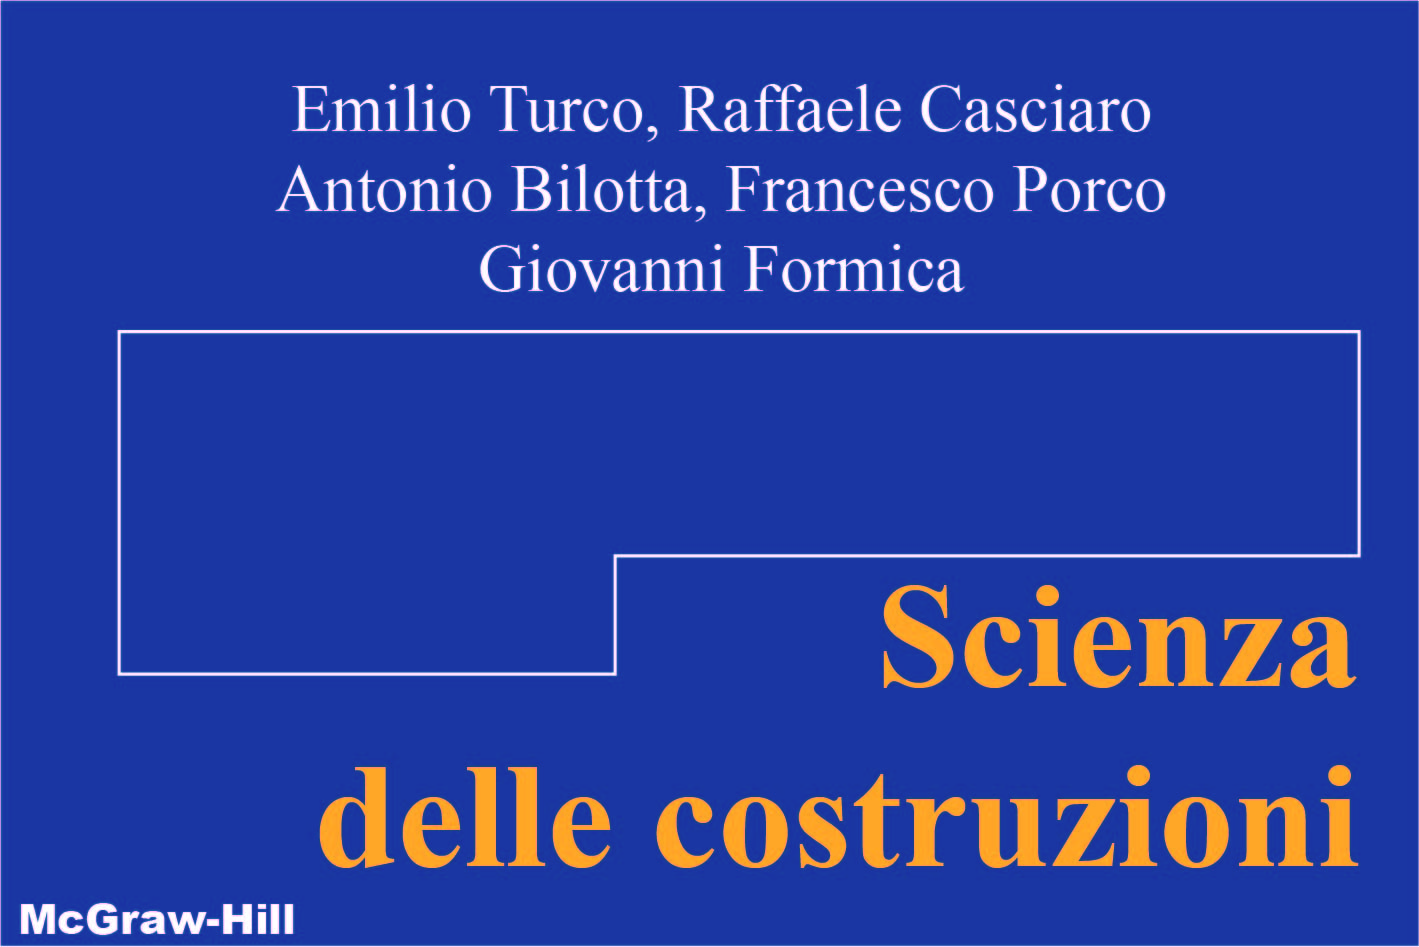 Emilio Turco, Raffaele Casciaro
Antonio Bilotta, Francesco Porco
Giovanni Formica
Scienza
delle costruzioni
McGraw-Hill